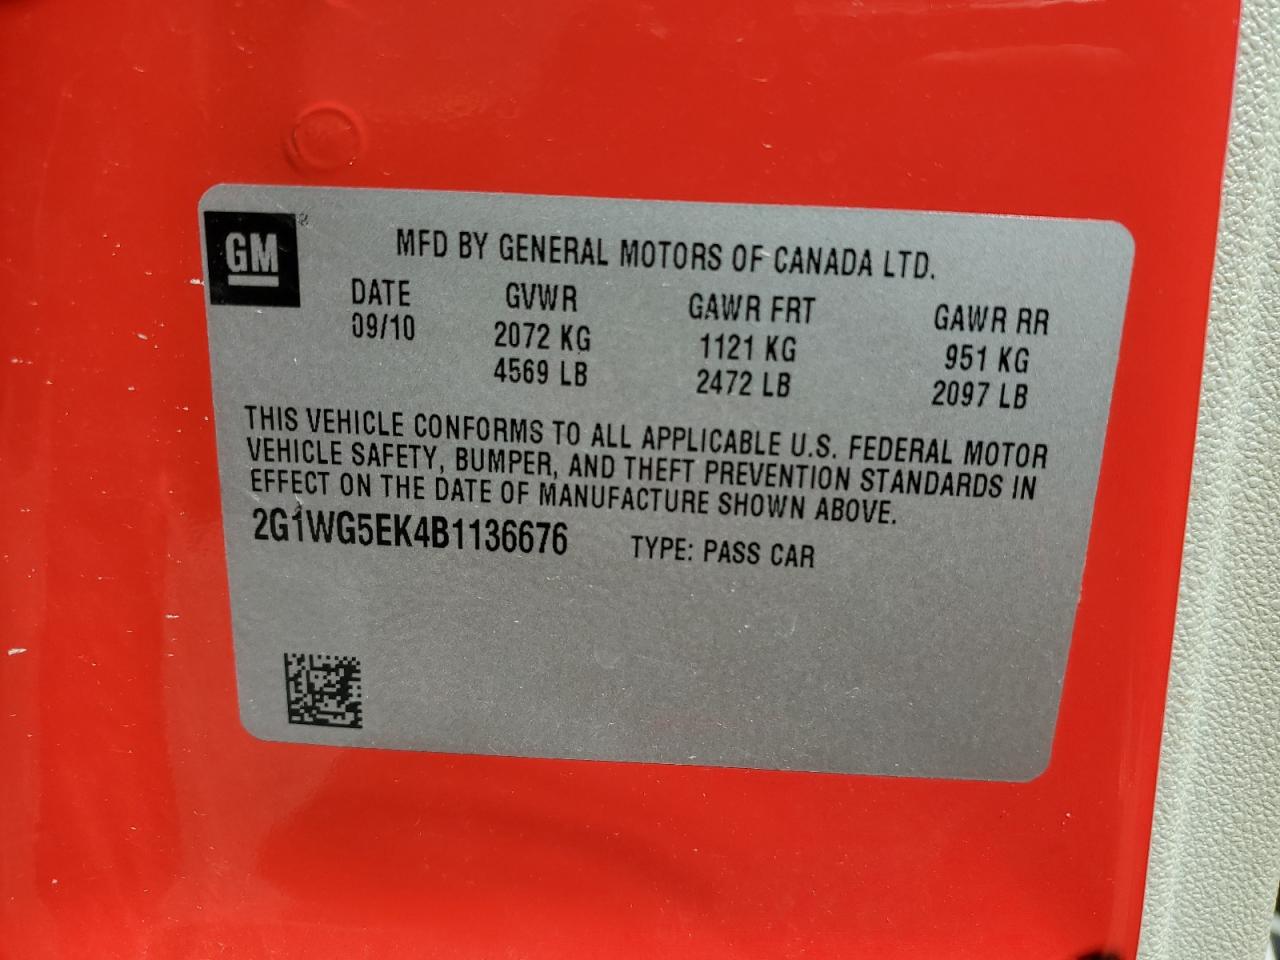 GM ®
MFD BY GENERAL MOTORS OF CANADA LTD.
DATE GVWR GAWR FRT GAWR RR
09/10 2072 KG 1121 KG 951 KG
4569 LB 2472 LB 2097 LB
THIS VEHICLE CONFORMS TO ALL APPLICABLE U.S. FEDERAL MOTOR
VEHICLE SAFETY, BUMPER, AND THEFT PREVENTION STANDARDS IN
EFFECT ON THE DATE OF MANUFACTURE SHOWN ABOVE.
2G1WG5EK4B1136676 TYPE: PASS CAR